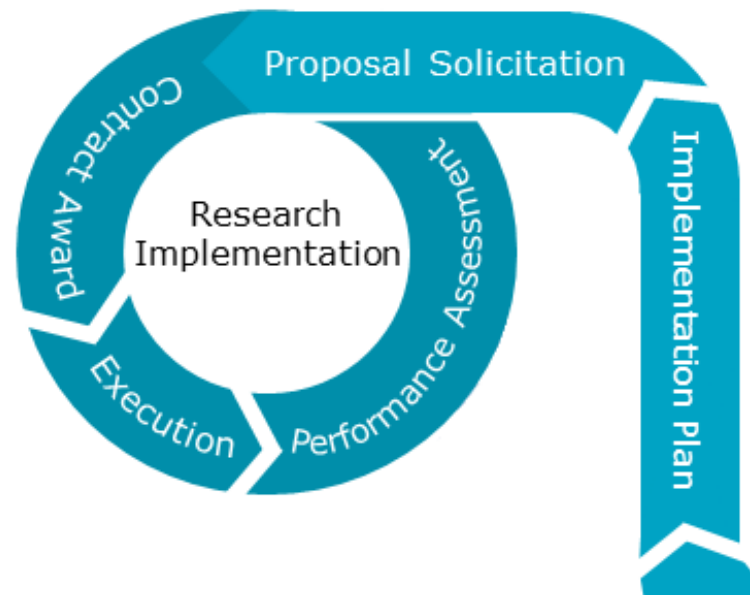 Proposal Solicitation
Contract Award
Research
Implementation
Implementation Plan
Performance Assessment
Execution